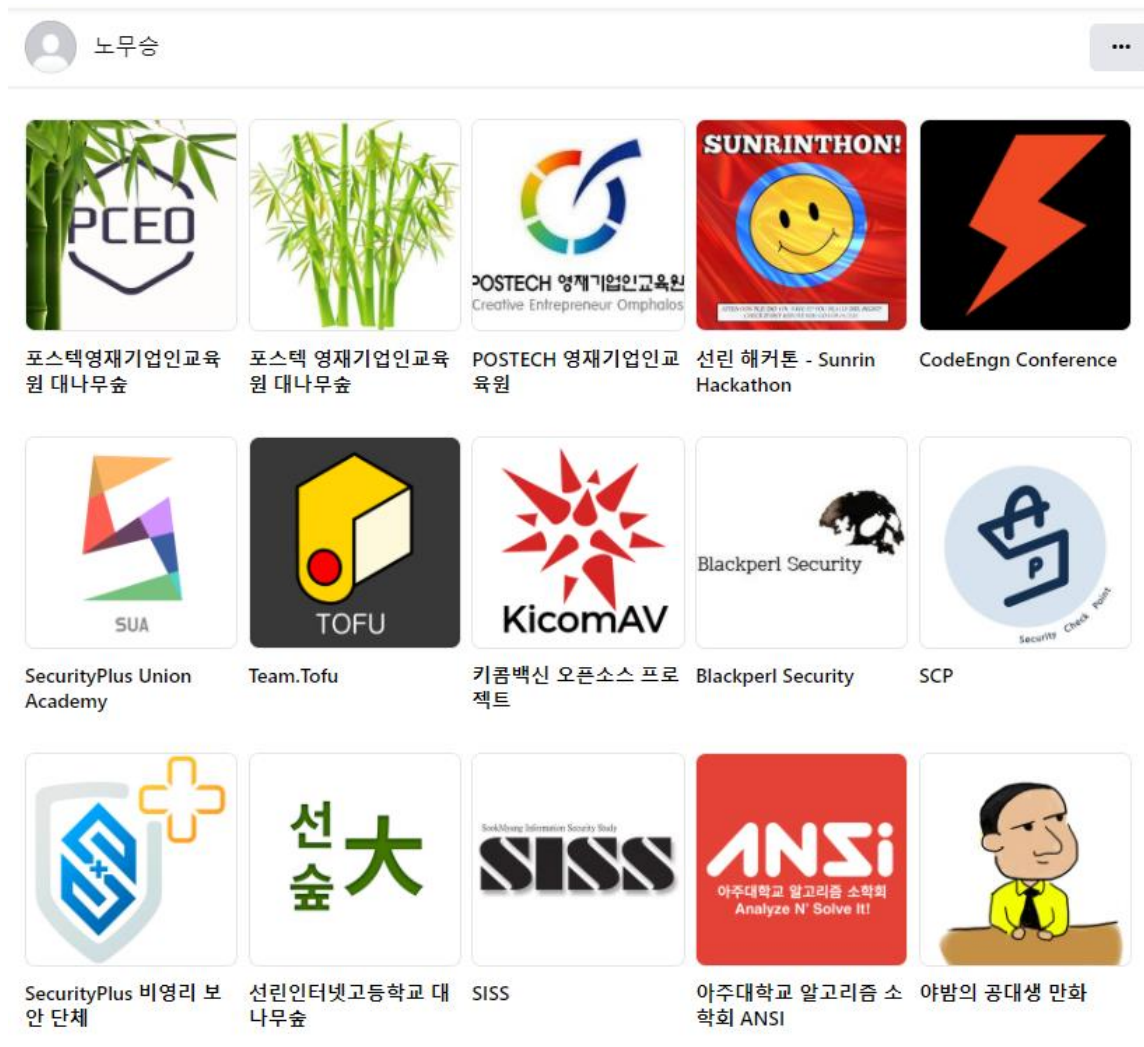 노무승
PCEO
POSTECH 영재기업인교육원
Creative Entrepreneur Omphalos
SUNRINTHON!
포스텍영재기업인교육
원 대나무숲
포스텍 영재기업인교육
원 대나무숲
POSTECH 영재기업인교
육원
선린 해커톤 - Sunrin
Hackathon
CodeEngn Conference
SUA
TOFU
KicomAV
Blackperl Security
Security Check Point
SecurityPlus Union
Academy
Team.Tofu
키콤백신 오픈소스 프로
젝트
Blackperl Security
SCP
선
숲
大
SookMyung Information Security Study
SISS
ANSi
아주대학교 알고리즘 소학회
Analyze N' Solve It!
SecurityPlus 비영리 보
안 단체
선린인터넷고등학교 대
나무숲
SISS
아주대학교 알고리즘 소
학회 ANSI
야밤의 공대생 만화